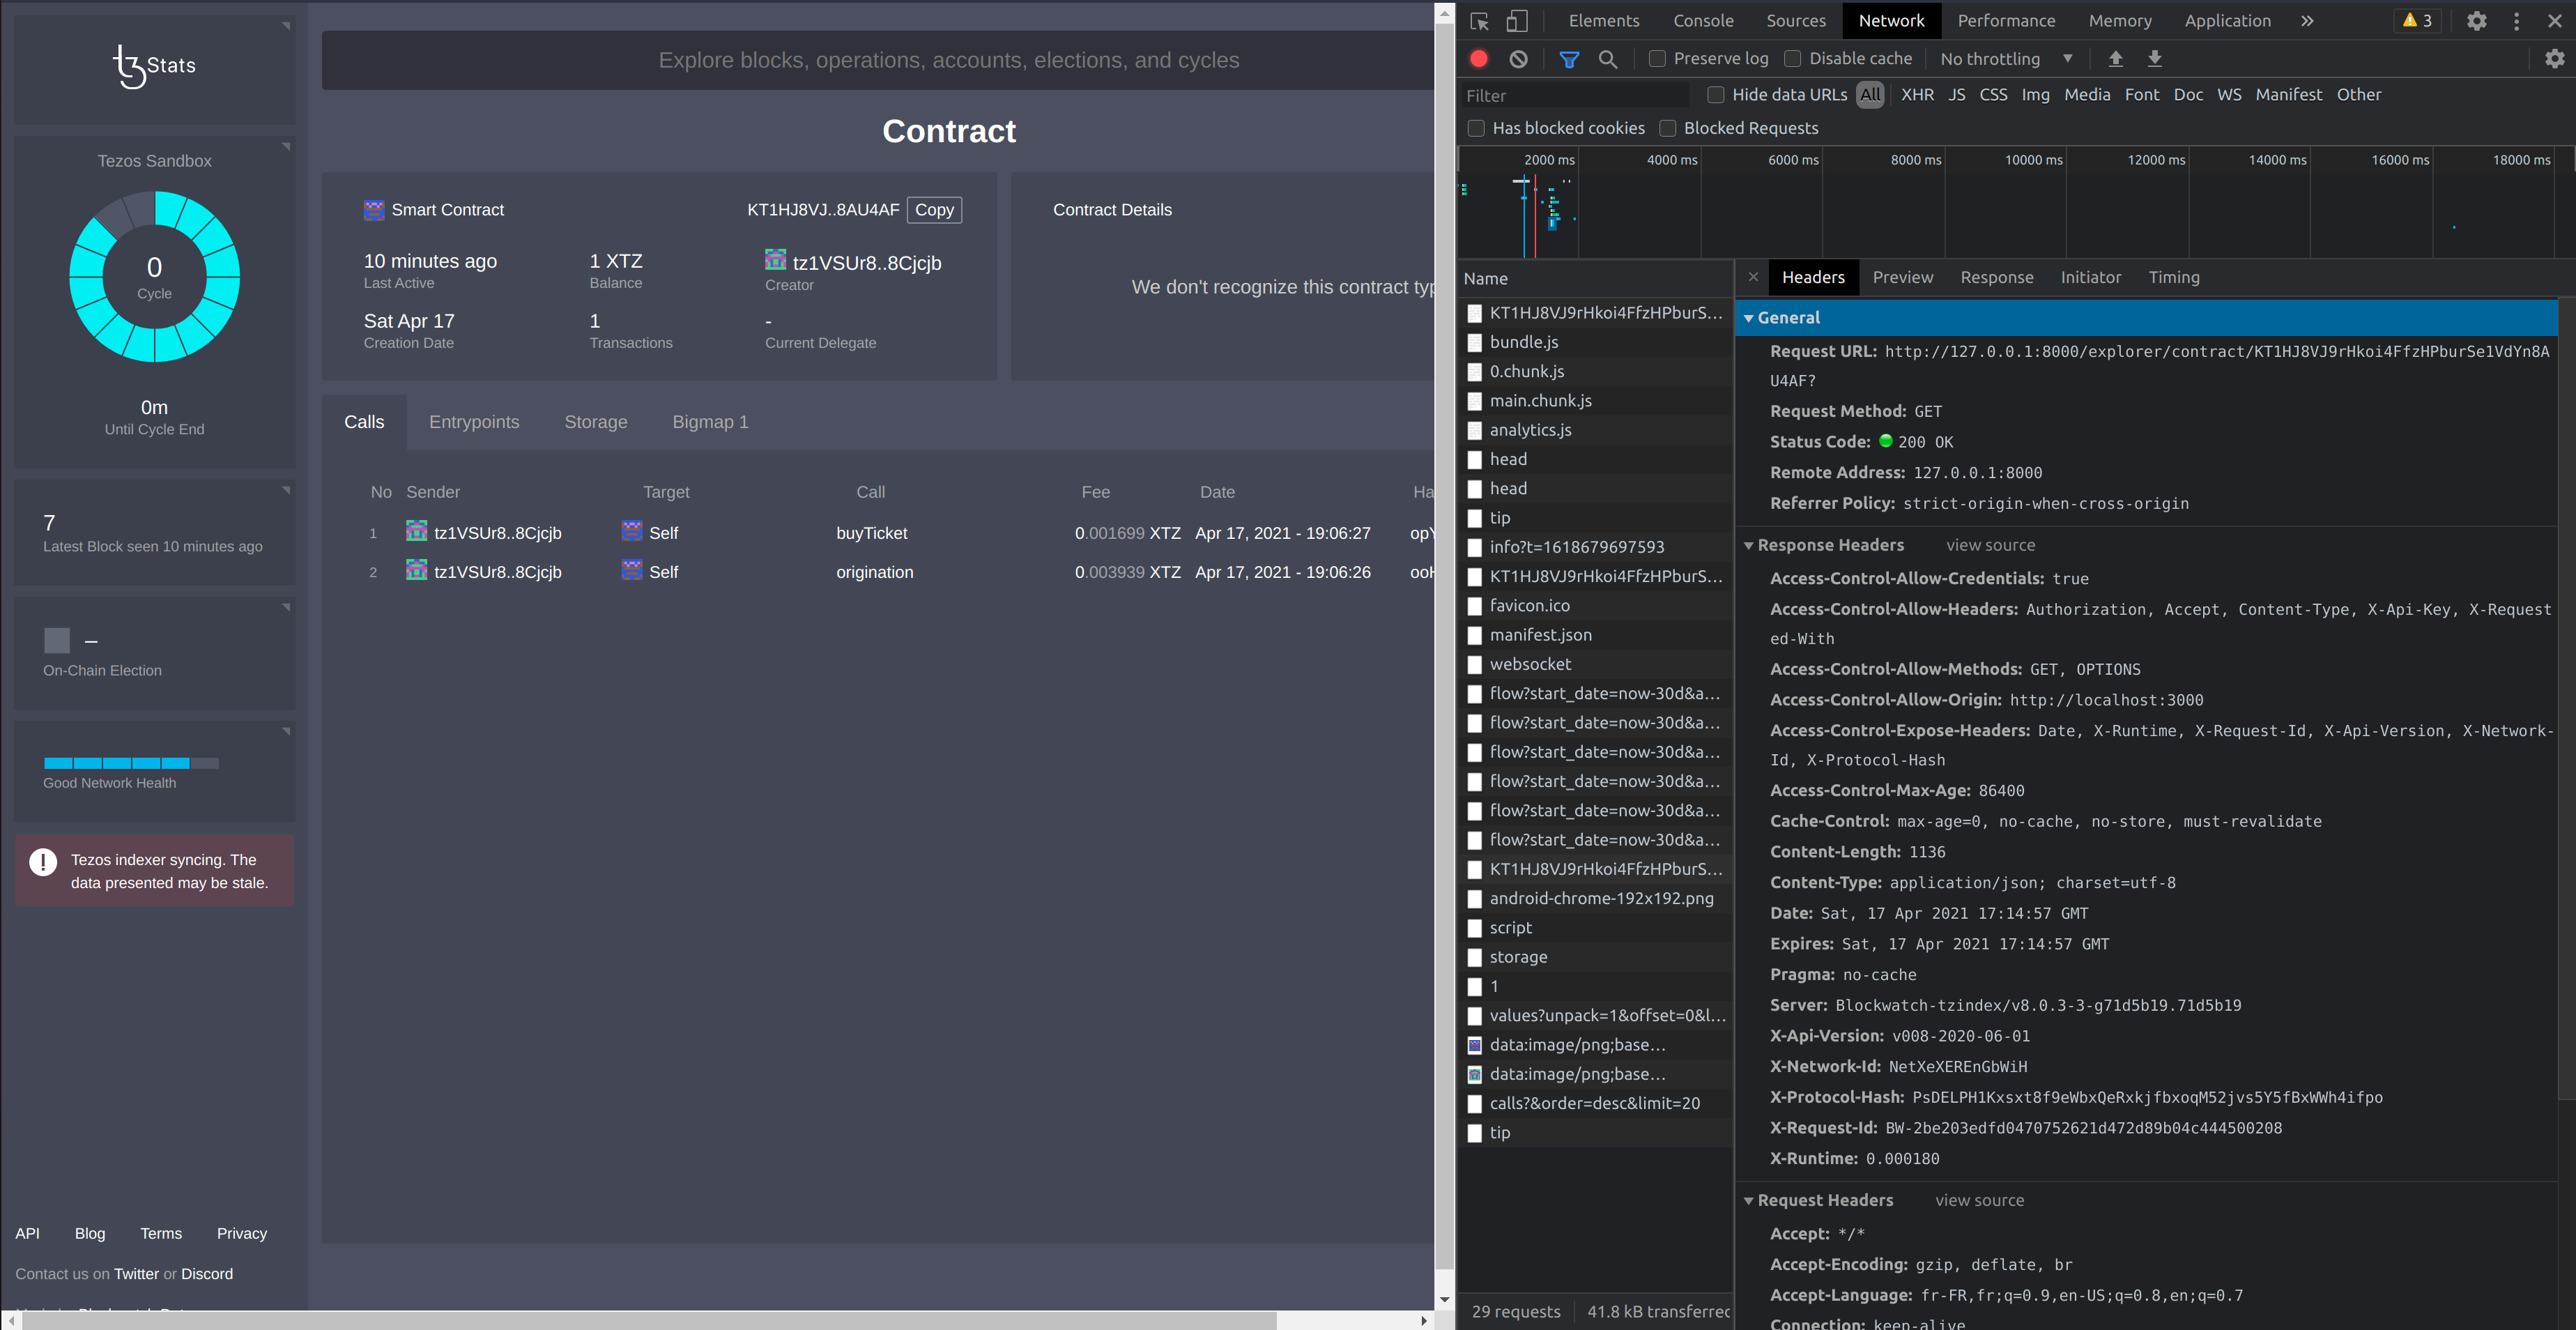 tz Stats
Tezos Sandbox
0
Cycle
0m
Until Cycle End
7
Latest Block seen 10 minutes ago
–
On-Chain Election
Good Network Health
Tezos indexer syncing. The
data presented may be stale.
API Blog Terms Privacy
Contact us on Twitter or Discord
Explore blocks, operations, accounts, elections, and cycles
Contract
Smart Contract KT1HJ8VJ..8AU4AF Copy
10 minutes ago 1 XTZ tz1VSUr8..8Cjcjb
Last Active Balance Creator
Sat Apr 17 1 -
Creation Date Transactions Current Delegate
Contract Details
We don't recognize this contract typ
Calls Entrypoints Storage Bigmap 1
No Sender Target Call Fee Date Ha
1 tz1VSUr8..8Cjcjb Self buyTicket 0.001699 XTZ Apr 17, 2021 - 19:06:27 opY
2 tz1VSUr8..8Cjcjb Self origination 0.003939 XTZ Apr 17, 2021 - 19:06:26 ooH
Elements Console Sources Network Performance Memory Application » 3
Preserve log Disable cache No throttling
Filter Hide data URLs All XHR JS CSS Img Media Font Doc WS Manifest Other
Has blocked cookies Blocked Requests
2000 ms 4000 ms 6000 ms 8000 ms 10000 ms 12000 ms 14000 ms 16000 ms 18000 ms
Name
KT1HJ8VJ9rHkoi4FfzHPburS...
bundle.js
0.chunk.js
main.chunk.js
analytics.js
head
head
tip
info?t=1618679697593
KT1HJ8VJ9rHkoi4FfzHPburS...
favicon.ico
manifest.json
websocket
flow?start_date=now-30d&a...
flow?start_date=now-30d&a...
flow?start_date=now-30d&a...
flow?start_date=now-30d&a...
flow?start_date=now-30d&a...
flow?start_date=now-30d&a...
KT1HJ8VJ9rHkoi4FfzHPburS...
android-chrome-192x192.png
script
storage
1
values?unpack=1&offset=0&l...
data:image/png;base...
data:image/png;base...
calls?&order=desc&limit=20
tip
29 requests 41.8 kB transferred
Headers Preview Response Initiator Timing
General
Request URL: http://127.0.0.1:8000/explorer/contract/KT1HJ8VJ9rHkoi4FfzHPburSe1VdYn8A
U4AF?
Request Method: GET
Status Code: 200 OK
Remote Address: 127.0.0.1:8000
Referrer Policy: strict-origin-when-cross-origin
Response Headers view source
Access-Control-Allow-Credentials: true
Access-Control-Allow-Headers: Authorization, Accept, Content-Type, X-Api-Key, X-Request
ed-With
Access-Control-Allow-Methods: GET, OPTIONS
Access-Control-Allow-Origin: http://localhost:3000
Access-Control-Expose-Headers: Date, X-Runtime, X-Request-Id, X-Api-Version, X-Network-
Id, X-Protocol-Hash
Access-Control-Max-Age: 86400
Cache-Control: max-age=0, no-cache, no-store, must-revalidate
Content-Length: 1136
Content-Type: application/json; charset=utf-8
Date: Sat, 17 Apr 2021 17:14:57 GMT
Expires: Sat, 17 Apr 2021 17:14:57 GMT
Pragma: no-cache
Server: Blockwatch-tzindex/v8.0.3-3-g71d5b19.71d5b19
X-Api-Version: v008-2020-06-01
X-Network-Id: NetXeXEREnGbWiH
X-Protocol-Hash: PsDELPH1Kxsxt8f9eWbxQeRxkjfbxoqM52jvs5Y5fBxWWh4ifpo
X-Request-Id: BW-2be203edfd0470752621d472d89b04c444500208
X-Runtime: 0.000180
Request Headers view source
Accept: */*
Accept-Encoding: gzip, deflate, br
Accept-Language: fr-FR,fr;q=0.9,en-US;q=0.8,en;q=0.7
Connection: keep-alive